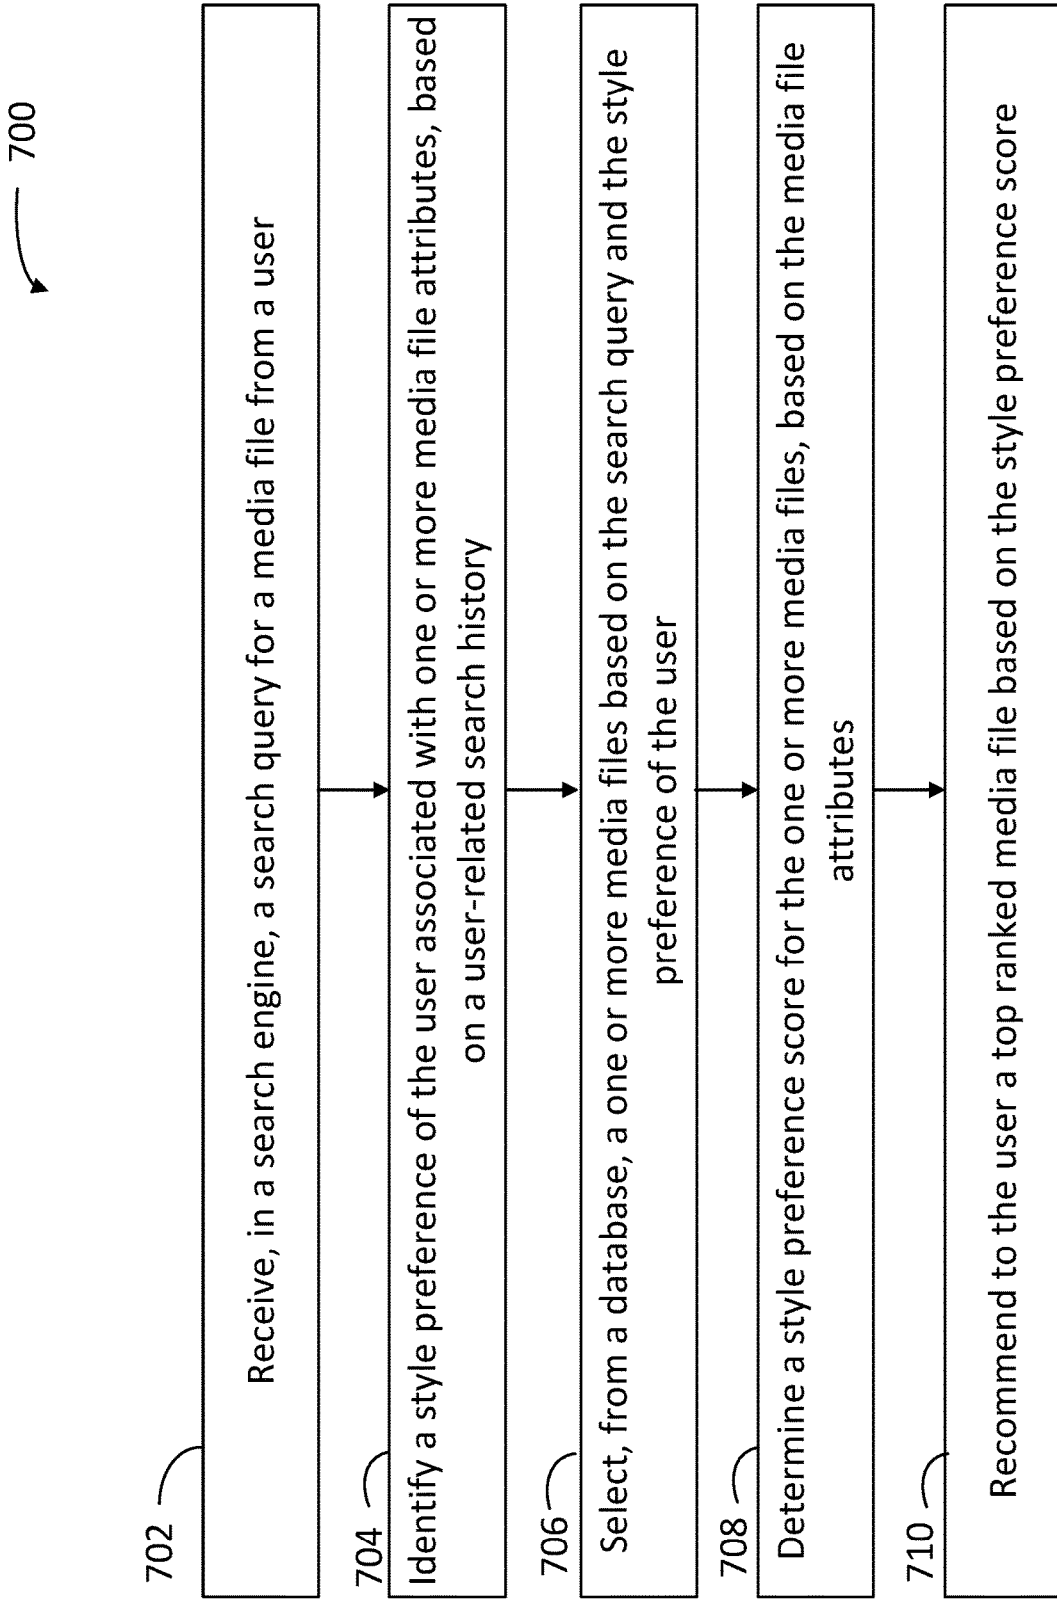 700
702
Receive, in a search engine, a search query for a media file from a user
704
Identify a style preference of the user associated with one or more media file attributes, based
on a user-related search history
706
Select, from a database, a one or more media files based on the search query and the style
preference of the user
708
Determine a style preference score for the one or more media files, based on the media file
attributes
710
Recommend to the user a top ranked media file based on the style preference score